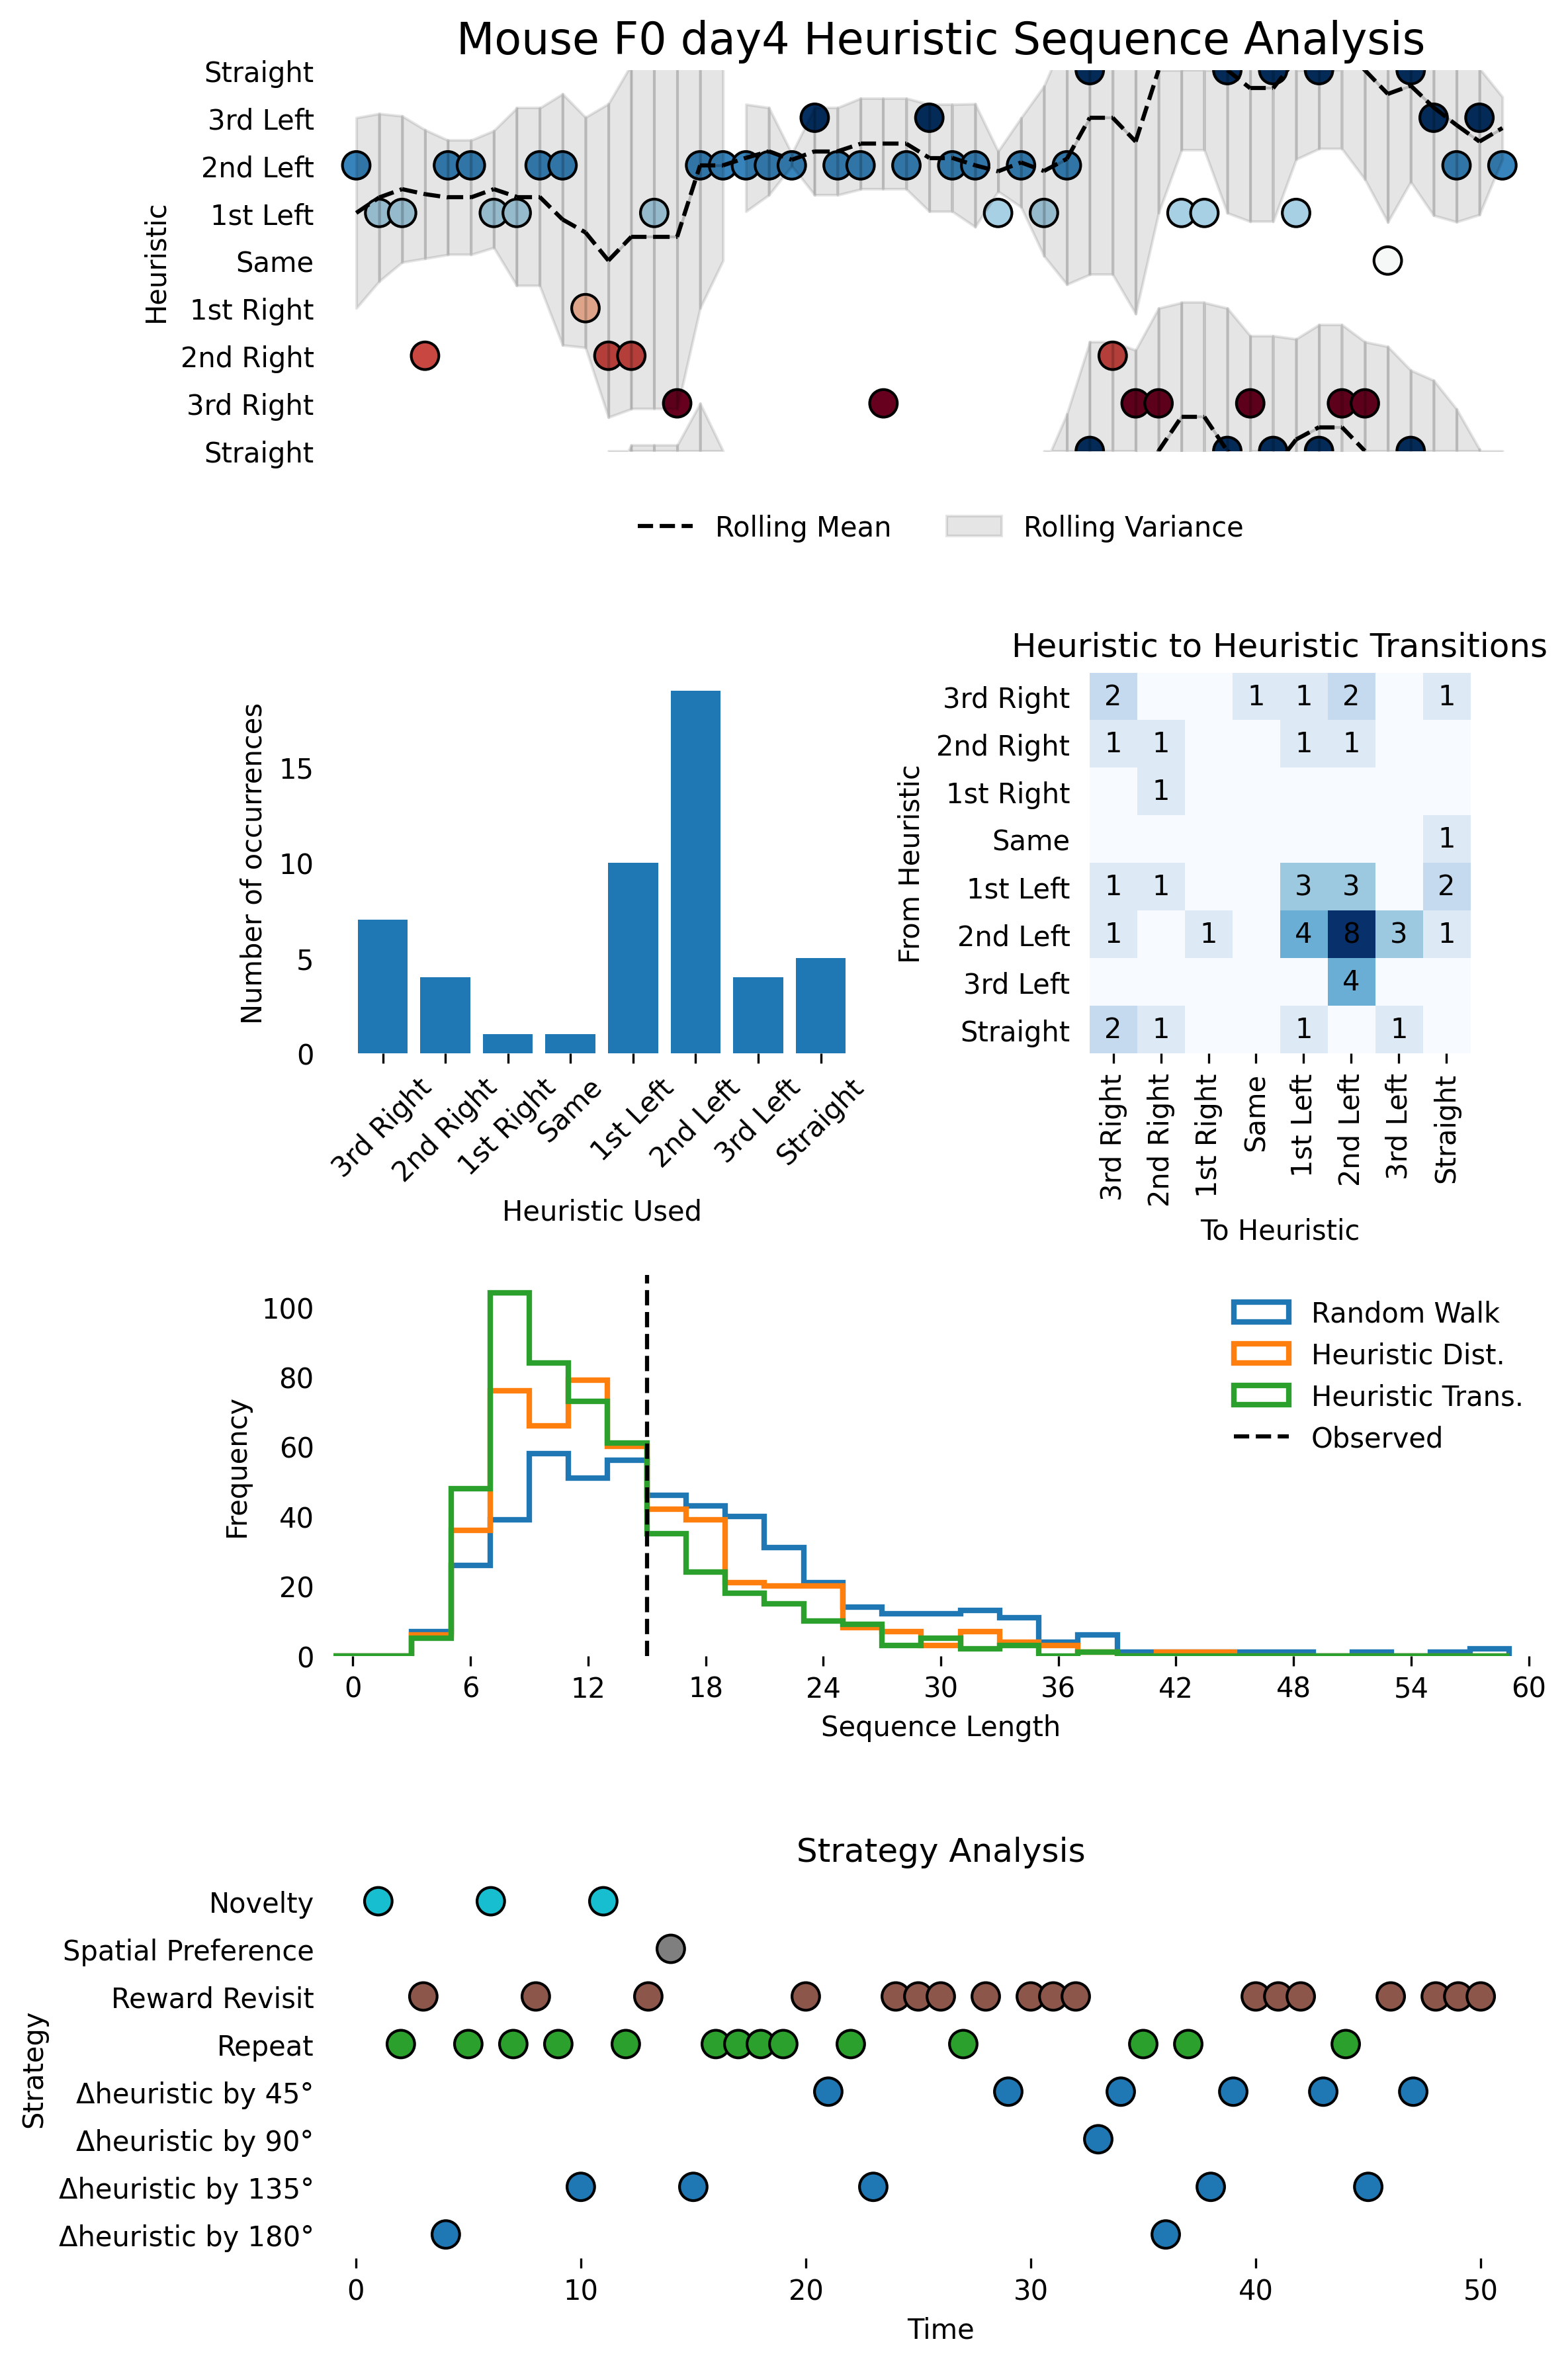 Mouse F0 day4 Heuristic Sequence Analysis
Straight
3rd Left
2nd Left
1st Left
Same
1st Right
2nd Right
3rd Right
Straight
Heuristic
Rolling Mean
Rolling Variance
Number of occurrences
15
10
5
0
3rd Right
2nd Right
1st Right
Same
1st Left
2nd Left
3rd Left
Straight
Heuristic Used
Heuristic to Heuristic Transitions
From Heuristic
3rd Right 2 1 1 2 1
2nd Right 1 1 1 1
1st Right 1
Same 1
1st Left 1 1 3 3 2
2nd Left 1 1 4 8 3 1
3rd Left 4
Straight 2 1 1 1
3rd Right
2nd Right
1st Right
Same
1st Left
2nd Left
3rd Left
Straight
To Heuristic
Frequency
100
80
60
40
20
0
0 6 12 18 24 30 36 42 48 54 60
Sequence Length
Random Walk
Heuristic Dist.
Heuristic Trans.
Observed
Strategy Analysis
Strategy
Novelty
Spatial Preference
Reward Revisit
Repeat
Δheuristic by 45°
Δheuristic by 90°
Δheuristic by 135°
Δheuristic by 180°
0 10 20 30 40 50
Time